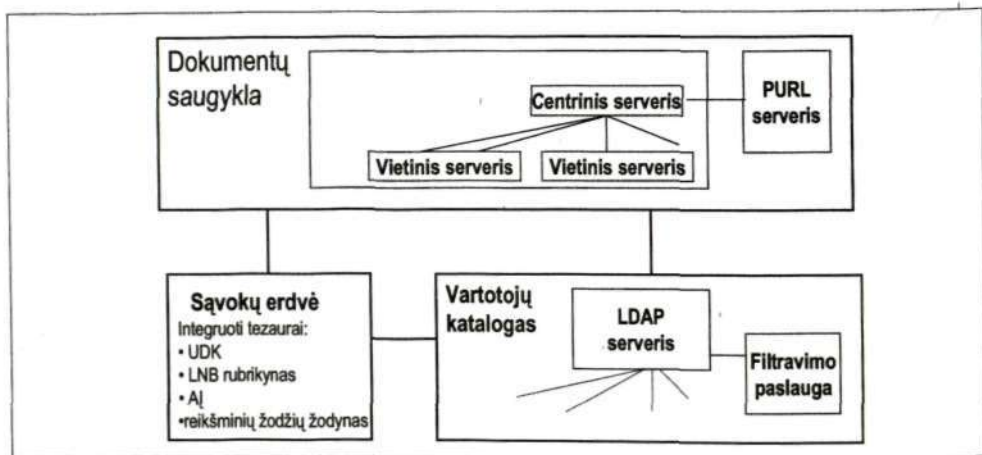 Dokumentų
saugykla
Centrinis serveris
PURL
serveris
Vietinis serveris
Vietinis serveris
Sąvokų erdvė
Integruoti tezaurai:
• UDK
• LNB rubrikynas
• AĮ
•reikšminių žodžių žodynas
Vartotojų
katalogas
LDAP
serveris
Filtravimo
paslauga